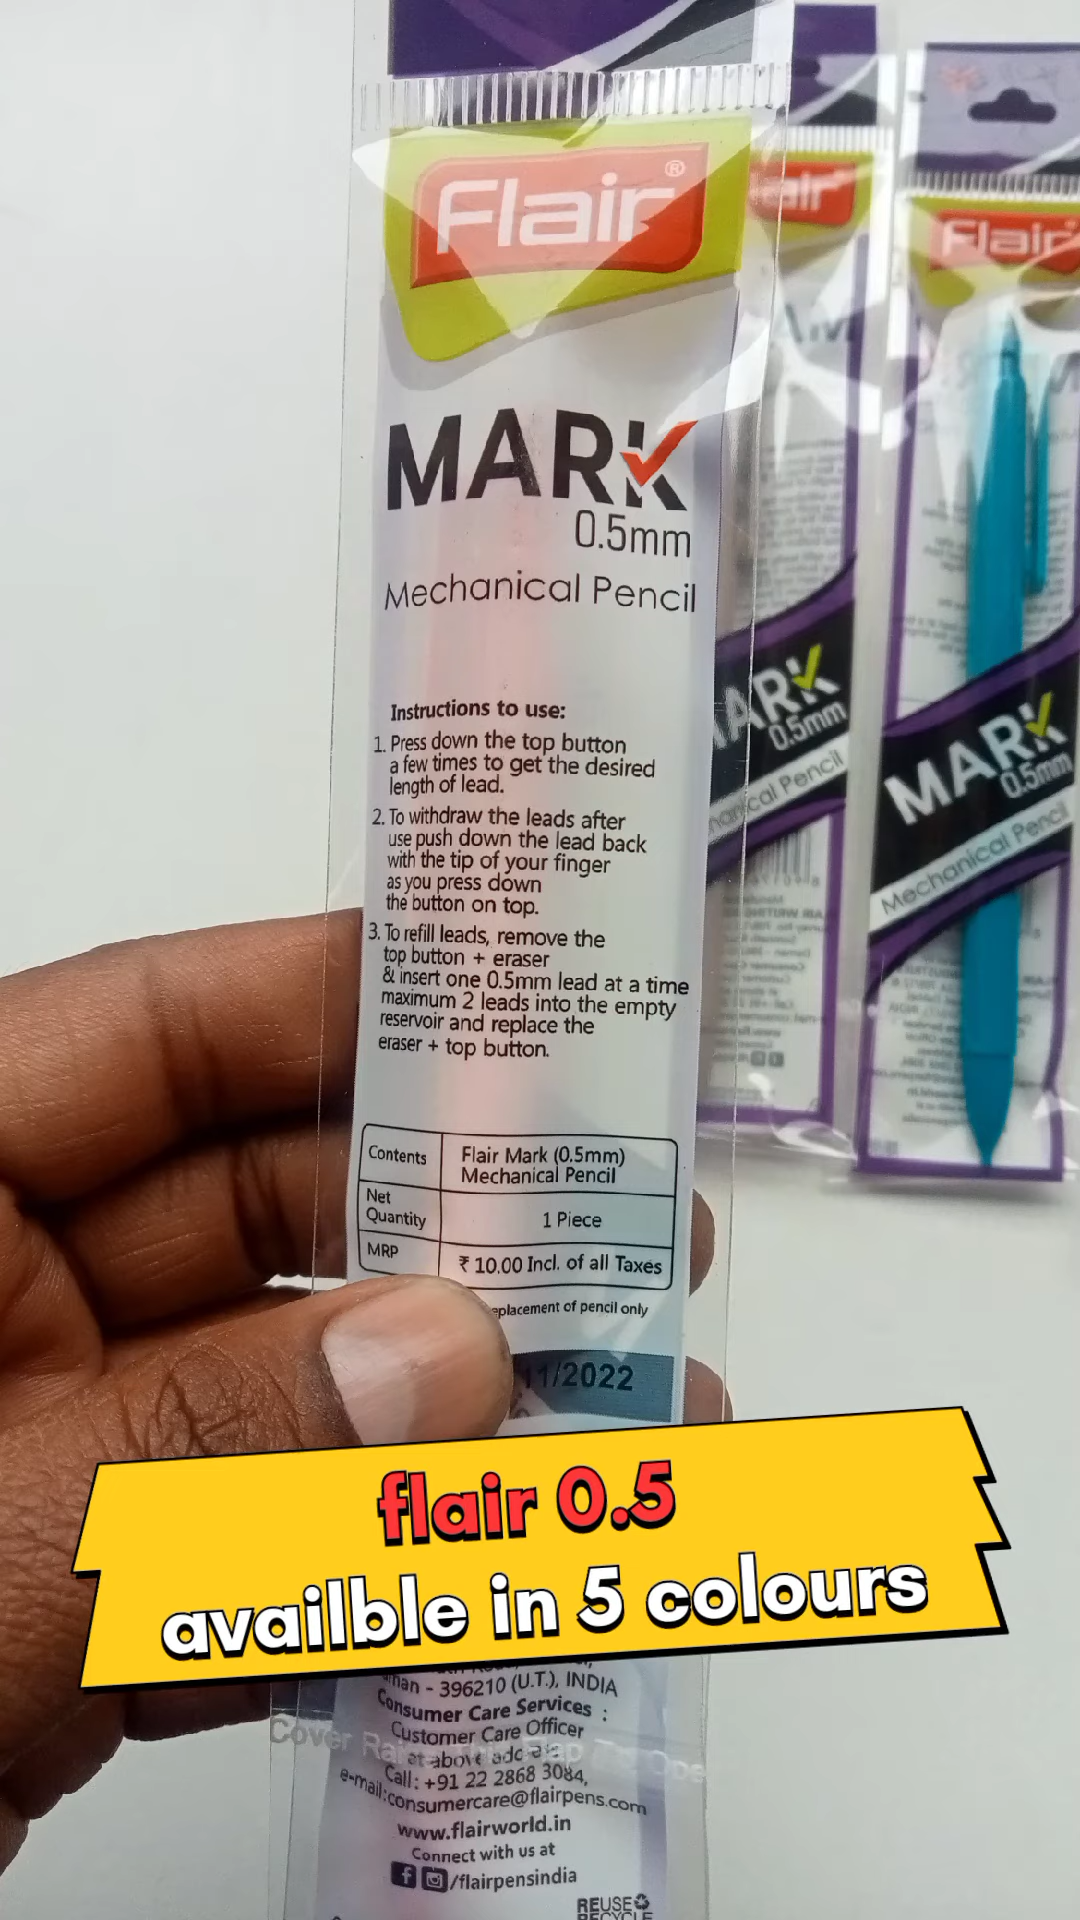 Flair®
MARK
0.5mm
Mechanical Pencil
Instructions to use:
1. Press down the top button
a few times to get the desired
length of lead.
2. To withdraw the leads after
use push down the lead back
with the tip of your finger
as you press down
the button on top.
3. To refill leads, remove the
top button + eraser
& insert one 0.5mm lead at a time
maximum 2 leads into the empty
reservoir and replace the
eraser + top button.
Contents Flair Mark (0.5mm)
Mechanical Pencil
Net
Quantity 1 Piece
MRP ₹ 10.00 Incl. of all Taxes
eplacement of pencil only
11/2022
flair 0.5
availble in 5 colours
- 396210 (U.T.), INDIA
Consumer Care Services :
Customer Care Officer
at above
Call: +91 22 2868 3084,
e-mail:consumercare@flairpens.com
www.flairworld.in
Connect with us at
/flairpensindia
REUSE
RECYCLE
air
MARK
0.5mm
Mechanical Pencil
Flair
MARK
0.5mm
Mechanical Pencil